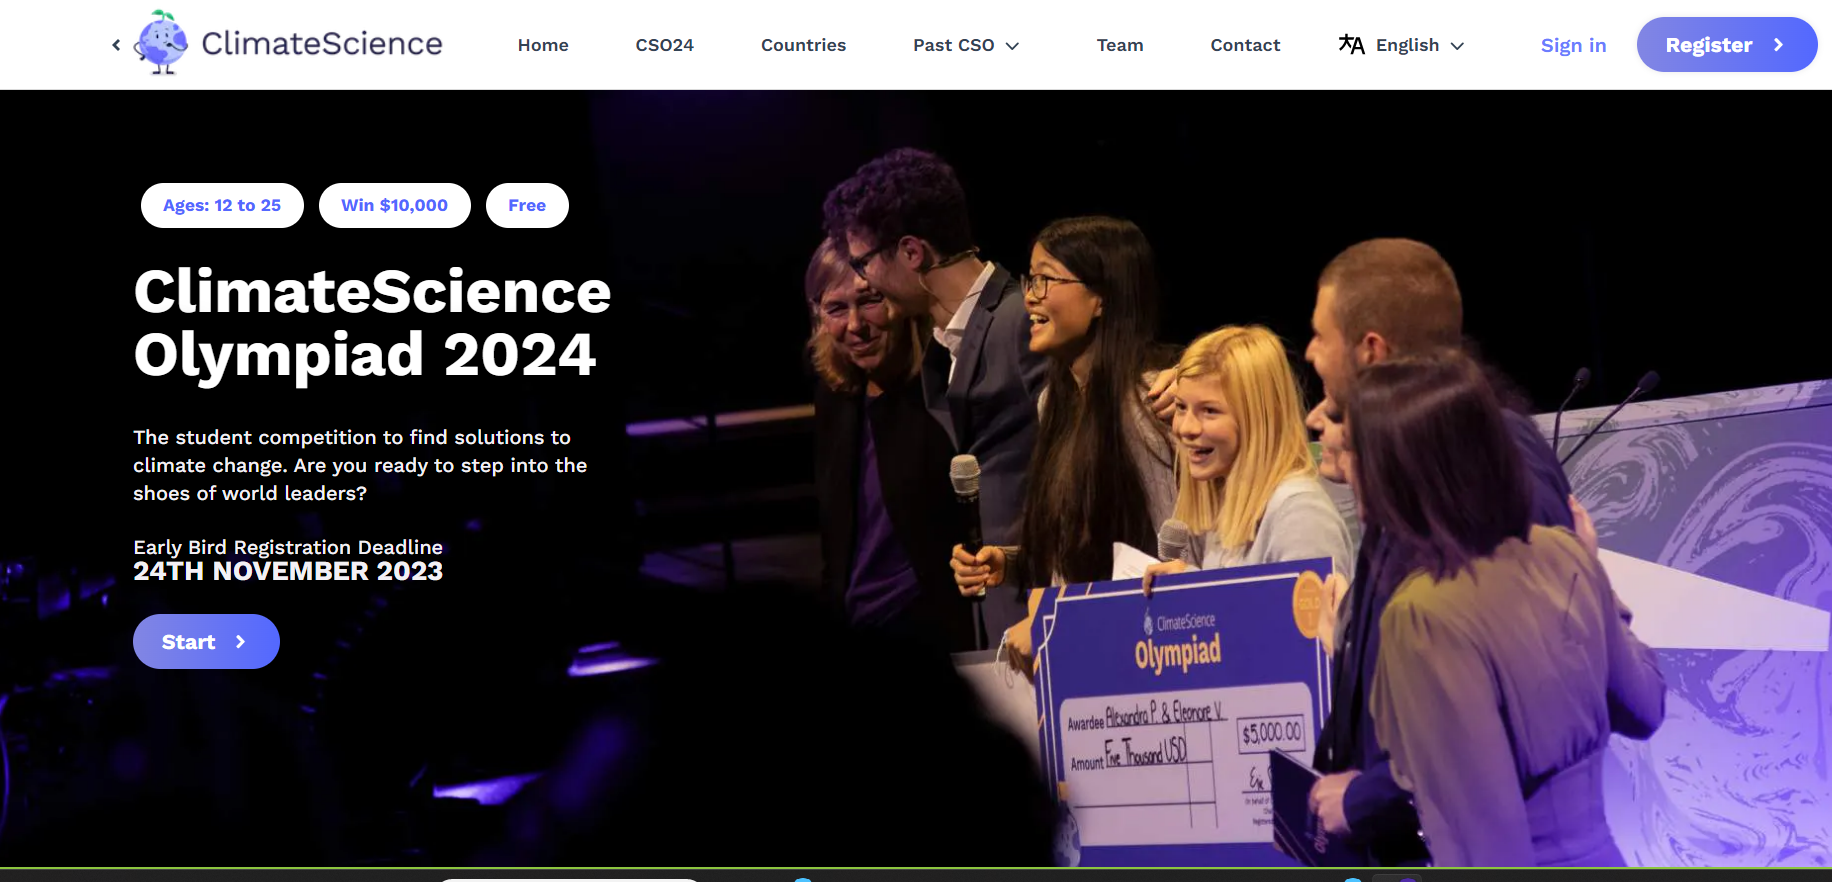 ClimateScience
Home
CSO24
Countries
Past CSO
Team
Contact
English
Sign in
Register
Ages: 12 to 25
Win $10,000
Free
ClimateScience
Olympiad 2024
The student competition to find solutions to
climate change. Are you ready to step into the
shoes of world leaders?
Early Bird Registration Deadline
24TH NOVEMBER 2023
Start
ClimateScience
Olympiad
GOLD
1
Awardee Alexandra P. & Eleonore V.
$5,000.00
Amount Five Thousand USD